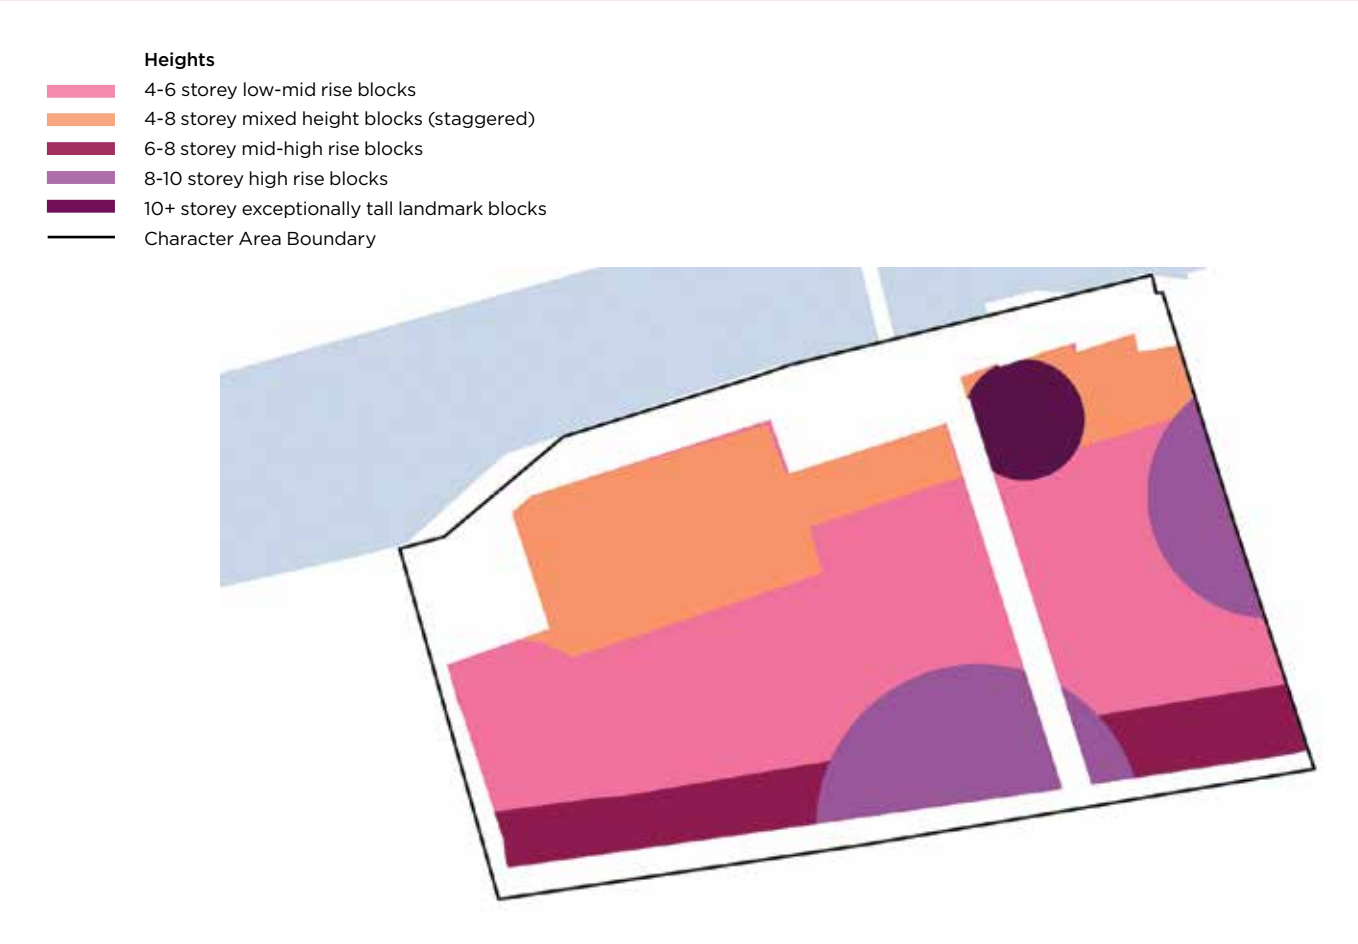 Heights
4-6 storey low-mid rise blocks
4-8 storey mixed height blocks (staggered)
6-8 storey mid-high rise blocks
8-10 storey high rise blocks
10+ storey exceptionally tall landmark blocks
Character Area Boundary